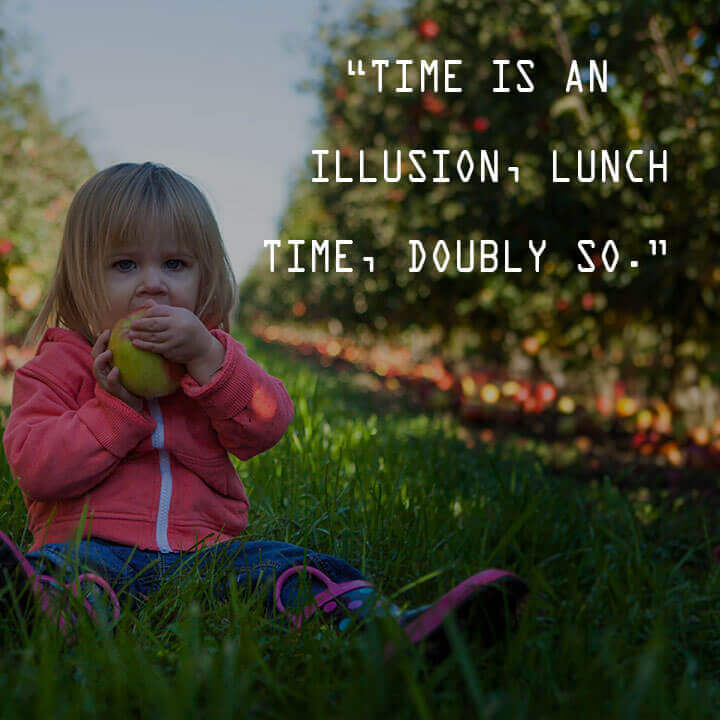 “TIME IS AN
ILLUSION, LUNCH
TIME, DOUBLY SO.”